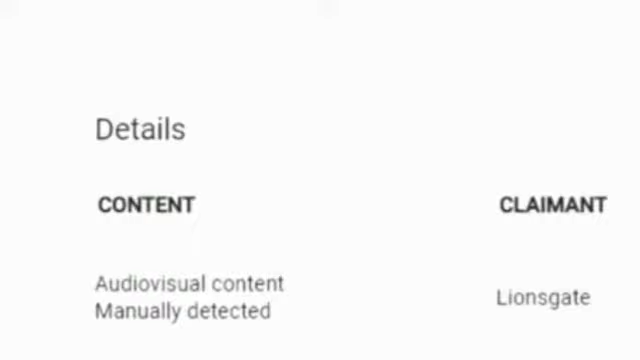 Details
CONTENT
CLAIMANT
Audiovisual content
Manually detected
Lionsgate